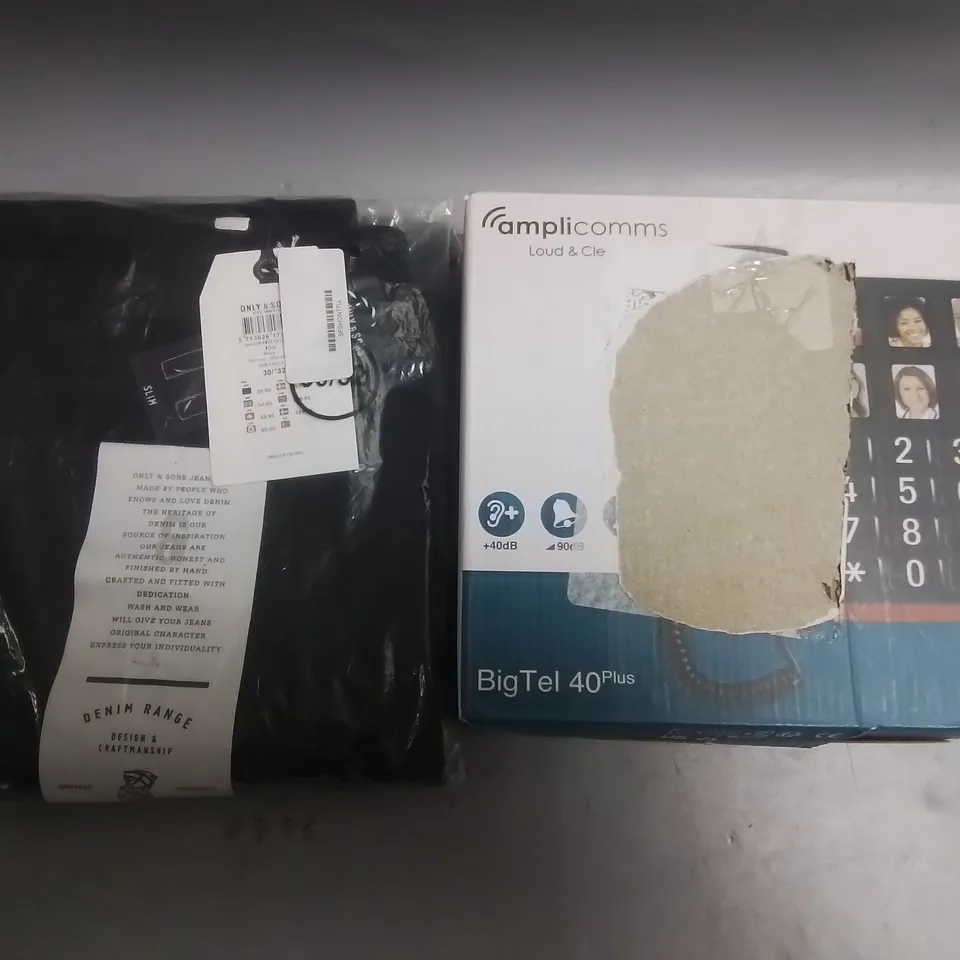 ONLY & SO
30/"32
SLIM
ONLY & SONS JEAN
MADE BY PEOPLE WHO
KNOWS AND LOVE DENIM
THE HERITAGE OF
DENIM IS OUR
SOURCE OF INSPIRATION
OUR JEANS ARE
AUTHENTIC, HONEST AND
FINISHED BY HAND
CRAFTED AND FITTED WITH
DEDICATION
WASH AND WEAR
WILL GIVE YOUR JEANS
ORIGINAL CHARACTER
EXPRESS YOUR INDIVIDUALITY
DENIM RANGE
DESIGN &
CRAFTMANSHIP
amplicomms
Loud & Cle
2 3
4 5
7 8
* 0
+40dB
90dB
BigTel 40Plus